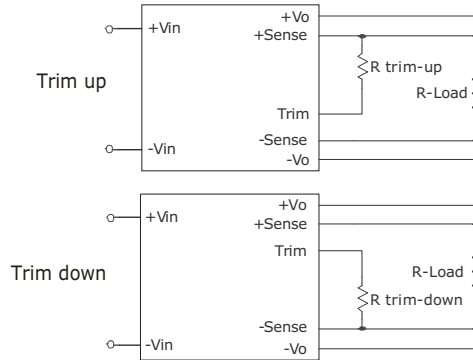 +Vo
+Vin
+Sense
R trim-up
Trim up
R-Load
Trim
-Sense
-Vin
-Vo
+Vo
+Vin
+Sense
Trim
Trim down
R-Load
R trim-down
-Sense
-Vin
-Vo